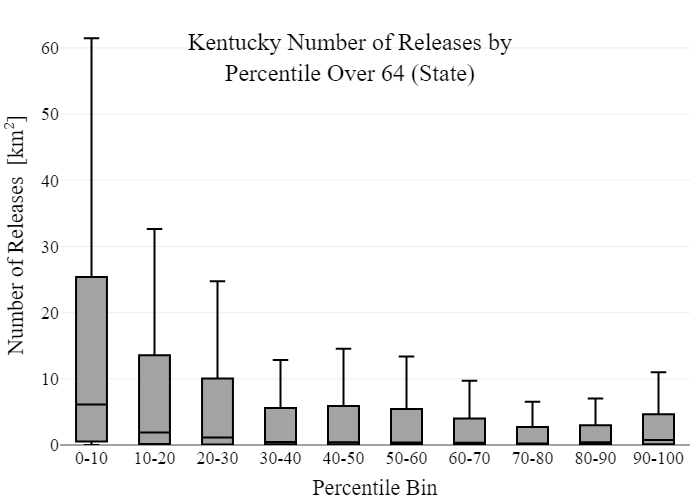 Kentucky Number of Releases by
Percentile Over 64 (State)
Number of Releases [km²]
60
50
40
30
20
10
0
0-10 10-20 20-30 30-40 40-50 50-60 60-70 70-80 80-90 90-100
Percentile Bin